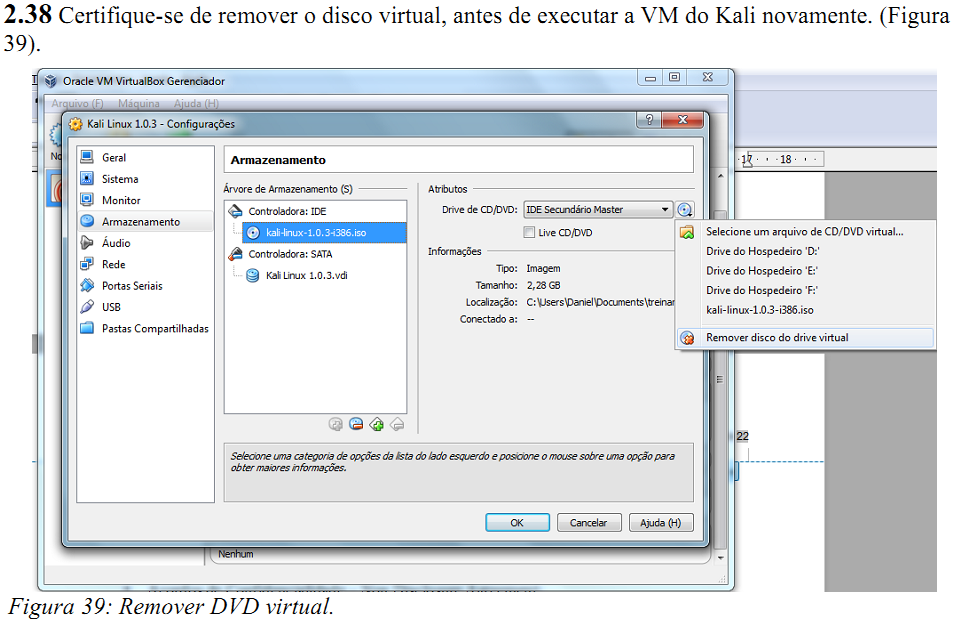 2.38 Certifique-se de remover o disco virtual, antes de executar a VM do Kali novamente. (Figura
39).
Oracle VM VirtualBox Gerenciador
Arquivo (F) Máquina Ajuda (H)
Kali Linux 1.0.3 - Configurações
No
Geral
Sistema
Monitor
Armazenamento
Áudio
Rede
Portas Seriais
USB
Pastas Compartilhadas
Armazenamento
Árvore de Armazenamento (S)
Controladora: IDE
kali-linux-1.0.3-i386.iso
Controladora: SATA
Kali Linux 1.0.3.vdi
Atributos
Drive de CD/DVD: IDE Secundário Master
Live CD/DVD
Informações
Tipo: Imagem
Tamanho: 2,28 GB
Localização: C:\Users\Daniel\Documents\treinar
Conectado a: --
17 · · · 18 · · ·
Selecione um arquivo de CD/DVD virtual...
Drive do Hospedeiro 'D:'
Drive do Hospedeiro 'E:'
Drive do Hospedeiro 'F:'
kali-linux-1.0.3-i386.iso
Remover disco do drive virtual
22
Selecione uma categoria de opções da lista do lado esquerdo e posicione o mouse sobre uma opção para
obter maiores informações.
OK Cancelar Ajuda (H)
Nenhum
Figura 39: Remover DVD virtual.